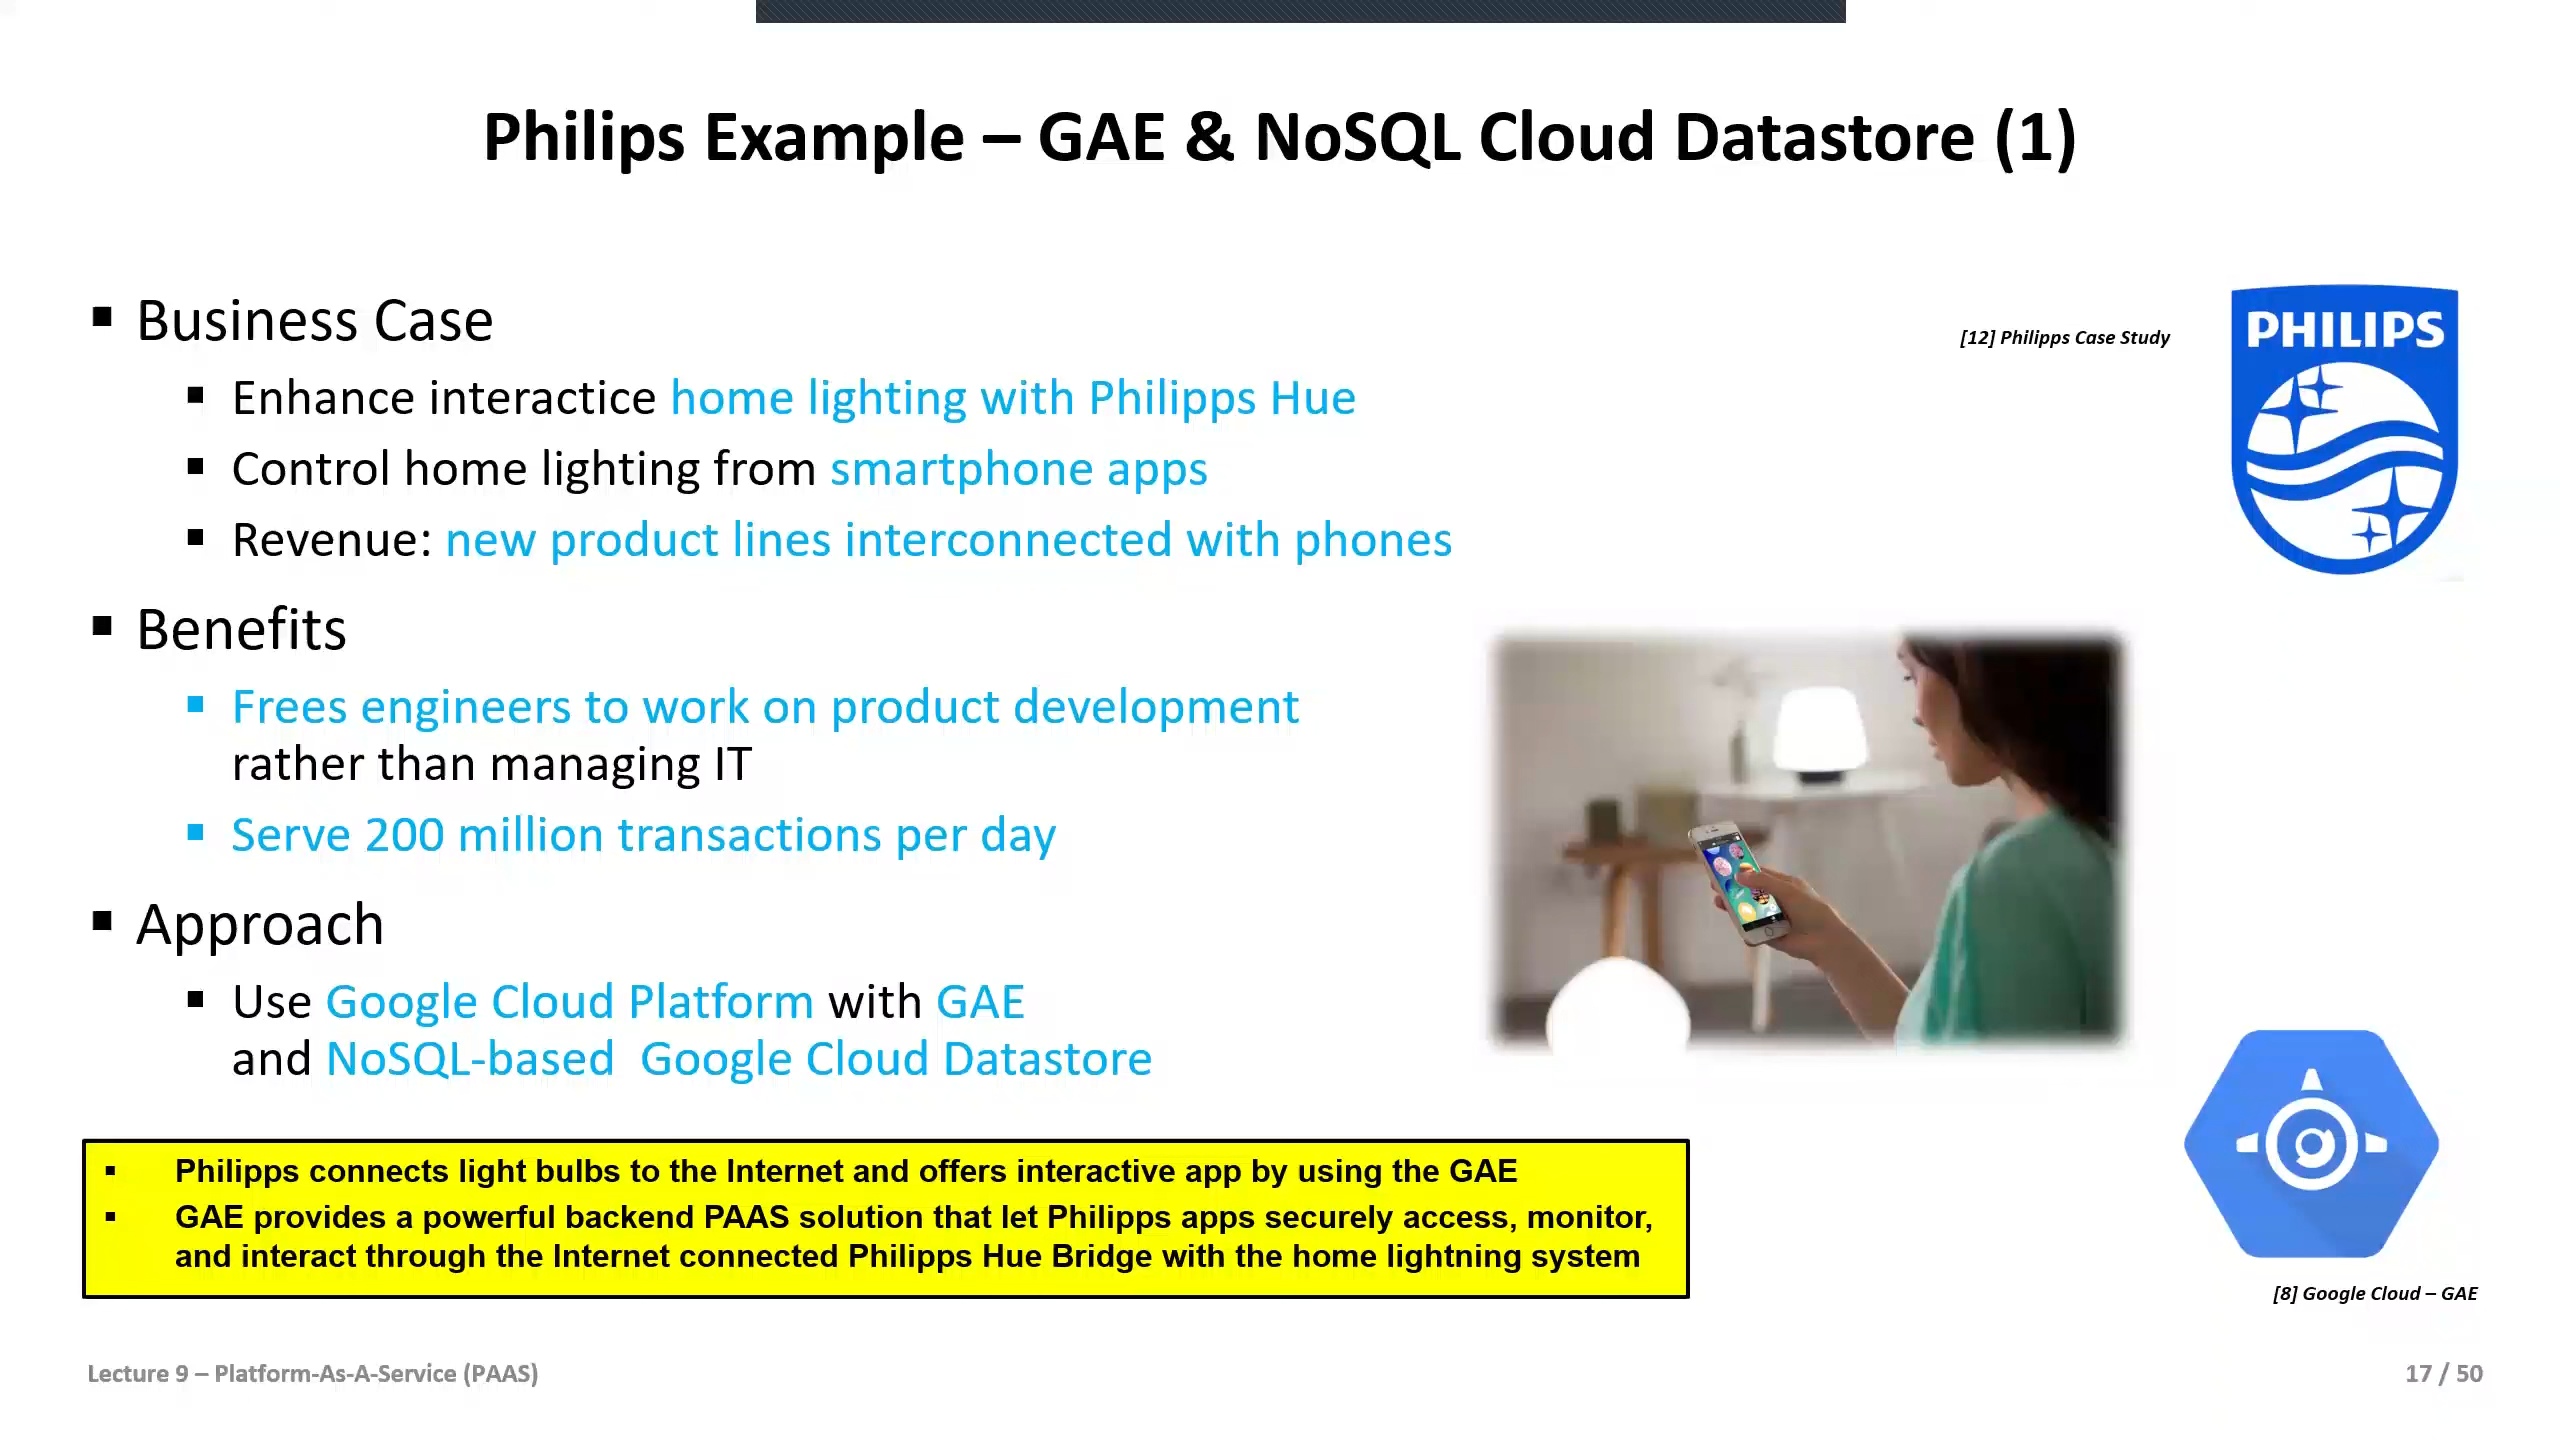 Philips Example – GAE & NoSQL Cloud Datastore (1)
Business Case
Enhance interactice home lighting with Philipps Hue
Control home lighting from smartphone apps
Revenue: new product lines interconnected with phones
[12] Philipps Case Study
PHILIPS
Benefits
Frees engineers to work on product development
rather than managing IT
Serve 200 million transactions per day
Approach
Use Google Cloud Platform with GAE
and NoSQL-based Google Cloud Datastore
Philipps connects light bulbs to the Internet and offers interactive app by using the GAE
GAE provides a powerful backend PAAS solution that let Philipps apps securely access, monitor,
and interact through the Internet connected Philipps Hue Bridge with the home lightning system
[8] Google Cloud – GAE
Lecture 9 – Platform-As-A-Service (PAAS)
17 / 50